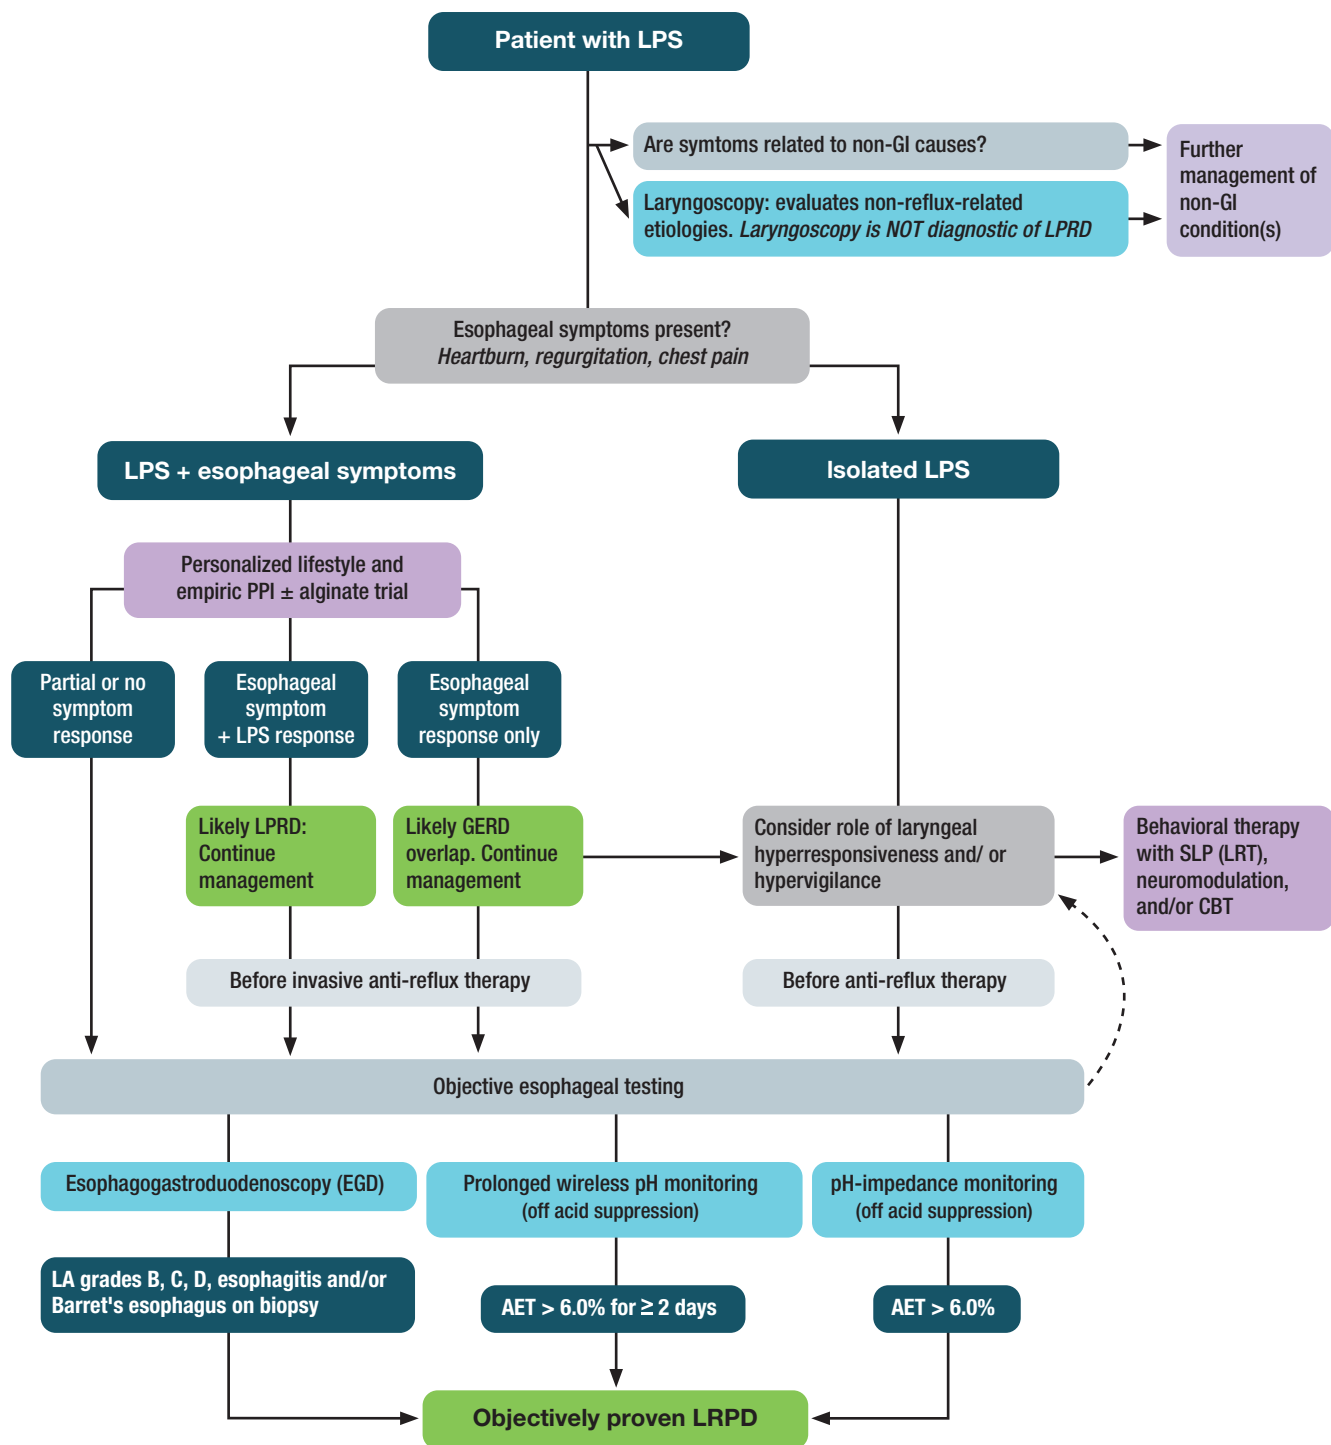 Patient with LPS
Are symtoms related to non-GI causes?
Laryngoscopy: evaluates non-reflux-related
etiologies. Laryngoscopy is NOT diagnostic of LPRD
Further
management of
non-GI
condition(s)
Esophageal symptoms present?
Heartburn, regurgitation, chest pain
LPS + esophageal symptoms
Isolated LPS
Personalized lifestyle and
empiric PPI ± alginate trial
Partial or no
symptom
response
Esophageal
symptom
+ LPS response
Esophageal
symptom
response only
Likely LPRD:
Continue
management
Likely GERD
overlap. Continue
management
Consider role of laryngeal
hyperresponsiveness and/ or
hypervigilance
Behavioral therapy
with SLP (LRT),
neuromodulation,
and/or CBT
Before invasive anti-reflux therapy
Before anti-reflux therapy
Objective esophageal testing
Esophagogastroduodenoscopy (EGD)
Prolonged wireless pH monitoring
(off acid suppression)
pH-impedance monitoring
(off acid suppression)
LA grades B, C, D, esophagitis and/or
Barret's esophagus on biopsy
AET > 6.0% for ≥ 2 days
AET > 6.0%
Objectively proven LRPD